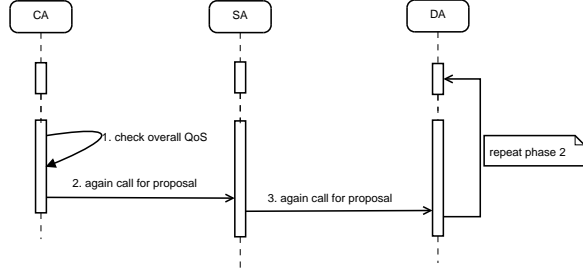 CA
SA
DA
1. check overall QoS
repeat phase 2
2. again call for proposal
3. again call for proposal